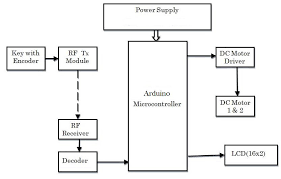 Power Supply
Key with
Encoder
RF Tx
Module
DC Motor
Driver
Arduino
Microcontroller
DC Motor
1 & 2
RF
Receiver
Decoder
LCD(16x2)